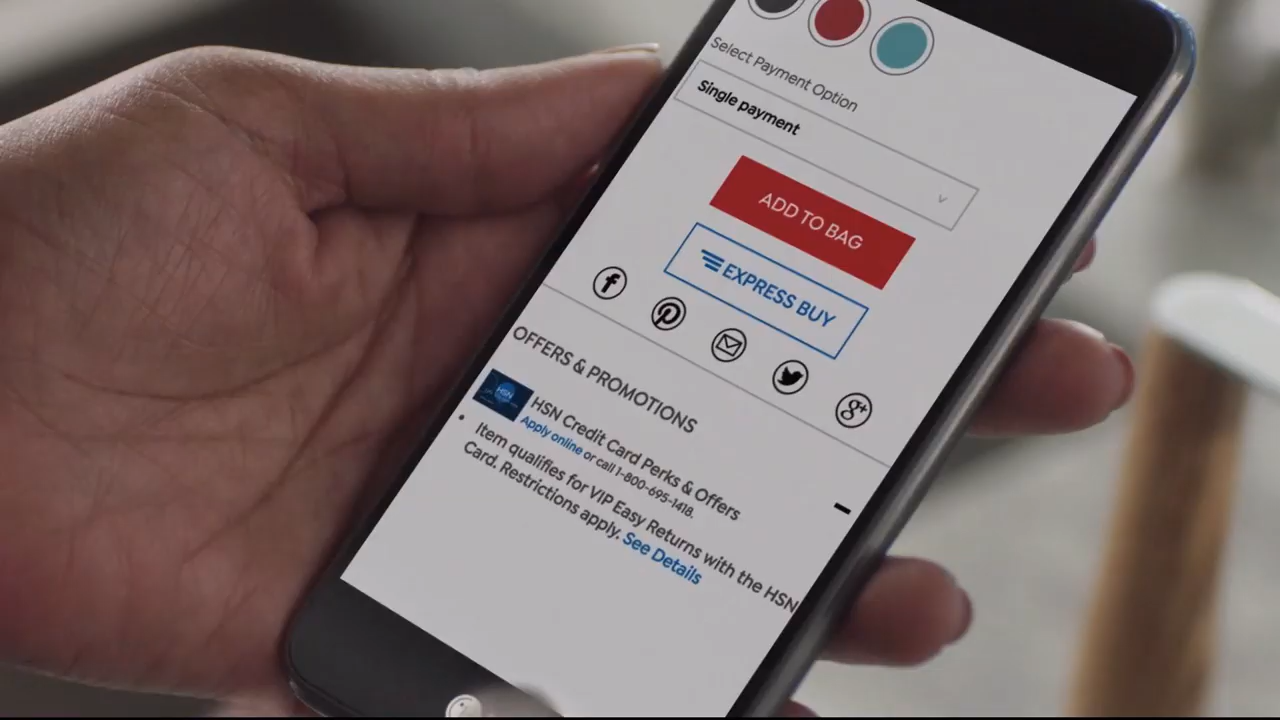 Select Payment Option
Single payment
ADD TO BAG
EXPRESS BUY
OFFERS & PROMOTIONS
HSN
HSN Credit Card Perks & Offers
Apply online or call 1-800-695-1418.
Item qualifies for VIP Easy Returns with the HSN
Card. Restrictions apply. See Details